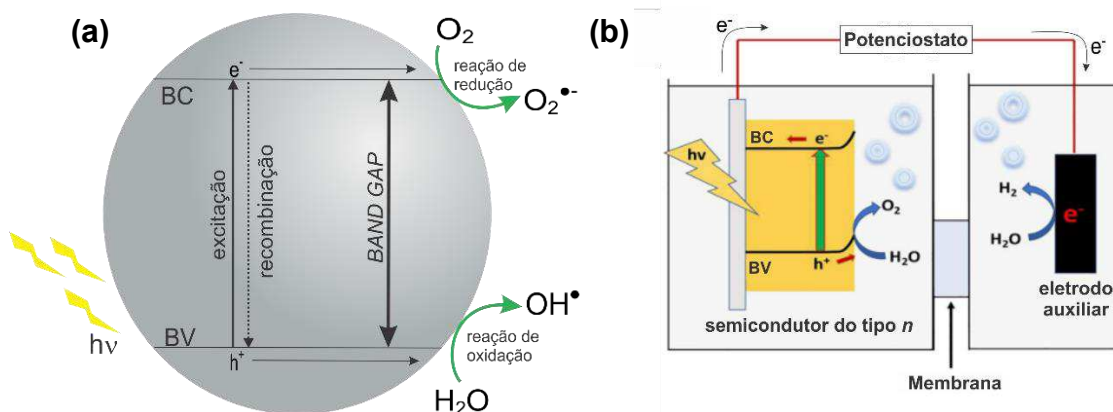 (a)
O₂
reação de
redução
O₂•-
e-
BC
excitação
recombinação
BAND GAP
hν
BV
h+
OH•
reação de
oxidação
H₂O
(b)
e-
Potenciostato
e-
BC
e-
hν
O₂
H₂O
BV
h+
semicondutor do tipo n
H₂
H₂O
e-
eletrodo
auxiliar
Membrana